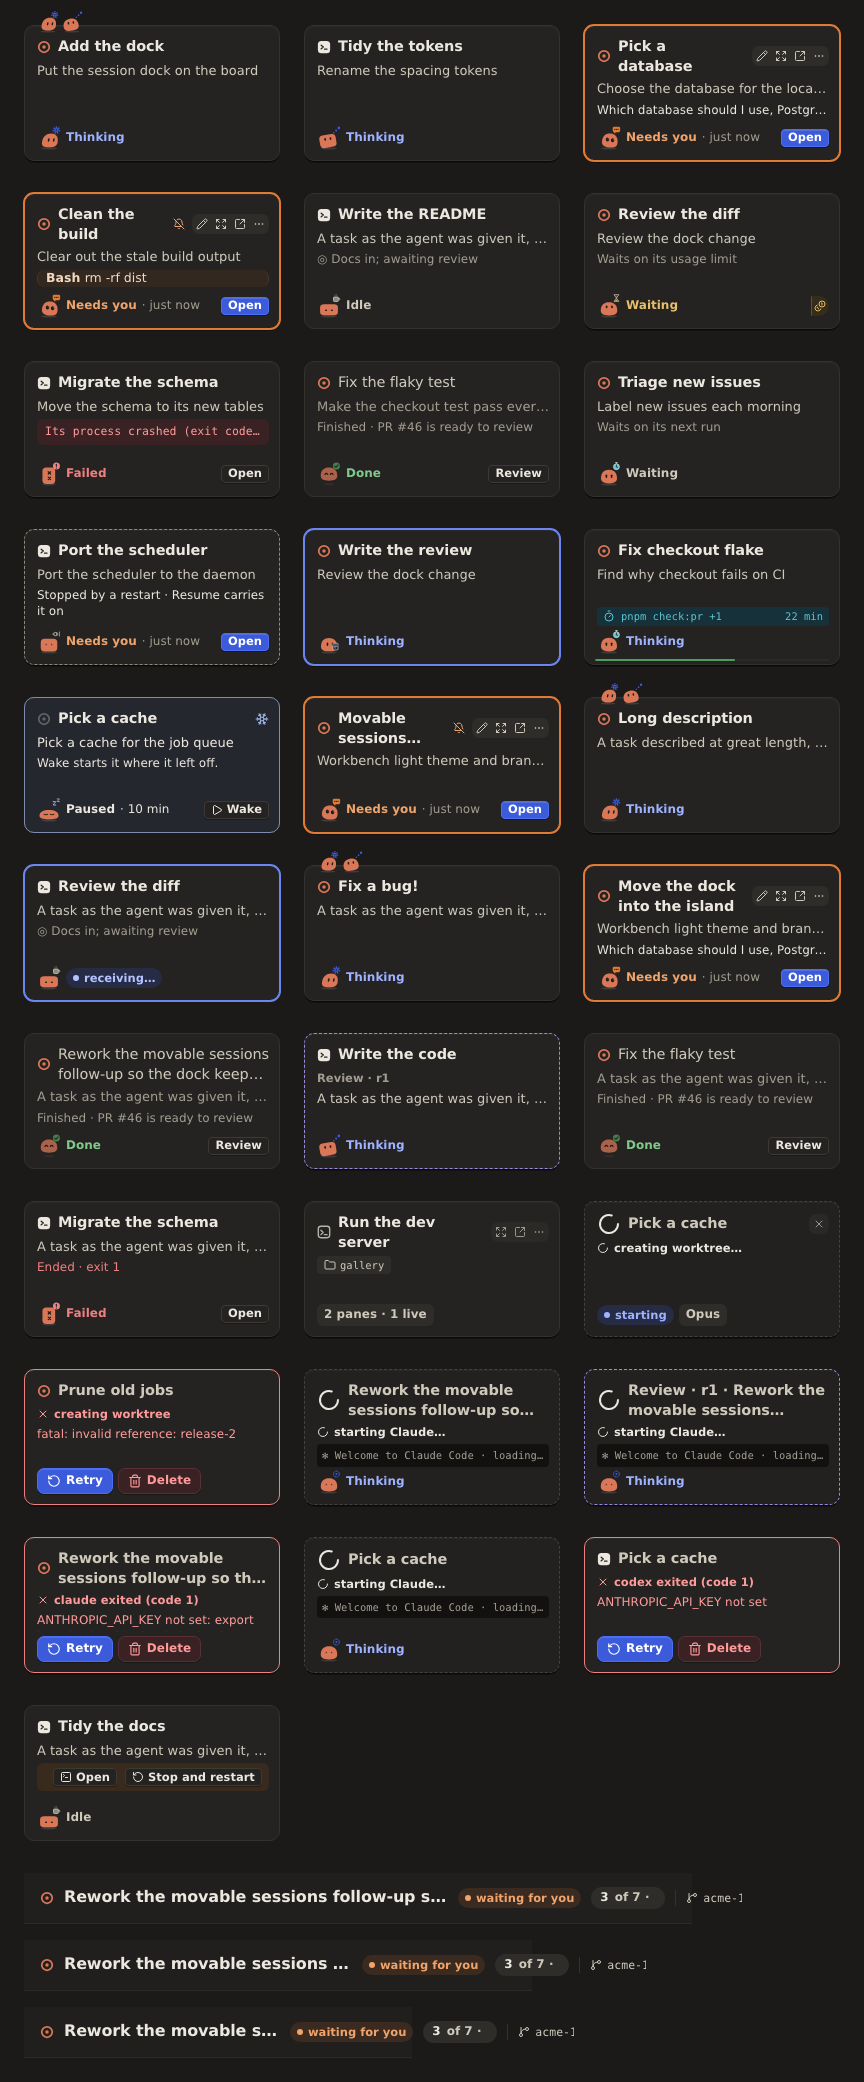 Add the dock
Put the session dock on the board
Thinking
Tidy the tokens
Rename the spacing tokens
Thinking
Pick a
database
Choose the database for the loca…
Which database should I use, Postgr…
Needs you · just now
Open
Clean the
build
Clear out the stale build output
Bash rm -rf dist
Needs you · just now
Open
Write the README
A task as the agent was given it, …
◎ Docs in; awaiting review
Idle
Review the diff
Review the dock change
Waits on its usage limit
Waiting
Migrate the schema
Move the schema to its new tables
Its process crashed (exit code…
Failed
Open
Fix the flaky test
Make the checkout test pass ever…
Finished · PR #46 is ready to review
Done
Review
Triage new issues
Label new issues each morning
Waits on its next run
Waiting
Port the scheduler
Port the scheduler to the daemon
Stopped by a restart · Resume carries
it on
Needs you · just now
Open
Write the review
Review the dock change
Thinking
Fix checkout flake
Find why checkout fails on CI
pnpm check:pr +1
22 min
Thinking
Pick a cache
Pick a cache for the job queue
Wake starts it where it left off.
Paused · 10 min
Wake
Movable
sessions…
Workbench light theme and bran…
Needs you · just now
Open
Long description
A task described at great length, …
Thinking
Review the diff
A task as the agent was given it, …
◎ Docs in; awaiting review
receiving…
Fix a bug!
A task as the agent was given it, …
Thinking
Move the dock
into the island
Workbench light theme and bran…
Which database should I use, Postgr…
Needs you · just now
Open
Rework the movable sessions
follow-up so the dock keep…
A task as the agent was given it, …
Finished · PR #46 is ready to review
Done
Review
Write the code
Review · r1
A task as the agent was given it, …
Thinking
Fix the flaky test
A task as the agent was given it, …
Finished · PR #46 is ready to review
Done
Review
Migrate the schema
A task as the agent was given it, …
Ended · exit 1
Failed
Open
Run the dev
server
gallery
2 panes · 1 live
Pick a cache
creating worktree…
starting
Opus
Prune old jobs
creating worktree
fatal: invalid reference: release-2
Retry
Delete
Rework the movable
sessions follow-up so…
starting Claude…
✻ Welcome to Claude Code · loading…
Thinking
Review · r1 · Rework the
movable sessions…
starting Claude…
✻ Welcome to Claude Code · loading…
Thinking
Rework the movable
sessions follow-up so th…
claude exited (code 1)
ANTHROPIC_API_KEY not set: export
Retry
Delete
Pick a cache
starting Claude…
✻ Welcome to Claude Code · loading…
Thinking
Pick a cache
codex exited (code 1)
ANTHROPIC_API_KEY not set
Retry
Delete
Tidy the docs
A task as the agent was given it, …
Open
Stop and restart
Idle
Rework the movable sessions follow-up s…
waiting for you
3 of 7 ·
acme-1
Rework the movable sessions …
waiting for you
3 of 7 ·
acme-1
Rework the movable s…
waiting for you
3 of 7 ·
acme-1